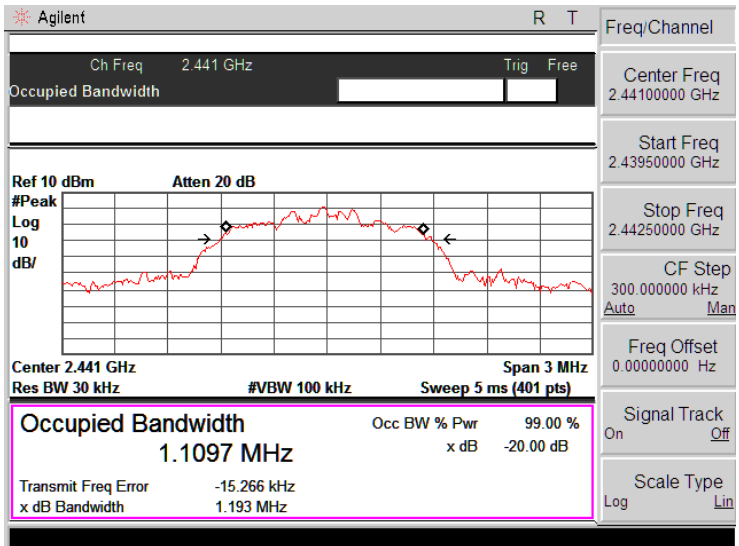 Agilent R T
Ch Freq 2.441 GHz Trig Free
Occupied Bandwidth
Ref 10 dBm Atten 20 dB
#Peak
Log
10
dB/
Center 2.441 GHz Span 3 MHz
Res BW 30 kHz #VBW 100 kHz Sweep 5 ms (401 pts)
Occupied Bandwidth Occ BW % Pwr 99.00 %
1.1097 MHz x dB -20.00 dB
Transmit Freq Error -15.266 kHz
x dB Bandwidth 1.193 MHz
Freq/Channel
Center Freq
2.44100000 GHz
Start Freq
2.43950000 GHz
Stop Freq
2.44250000 GHz
CF Step
300.000000 kHz
Auto Man
Freq Offset
0.00000000 Hz
Signal Track
On Off
Scale Type
Log Lin